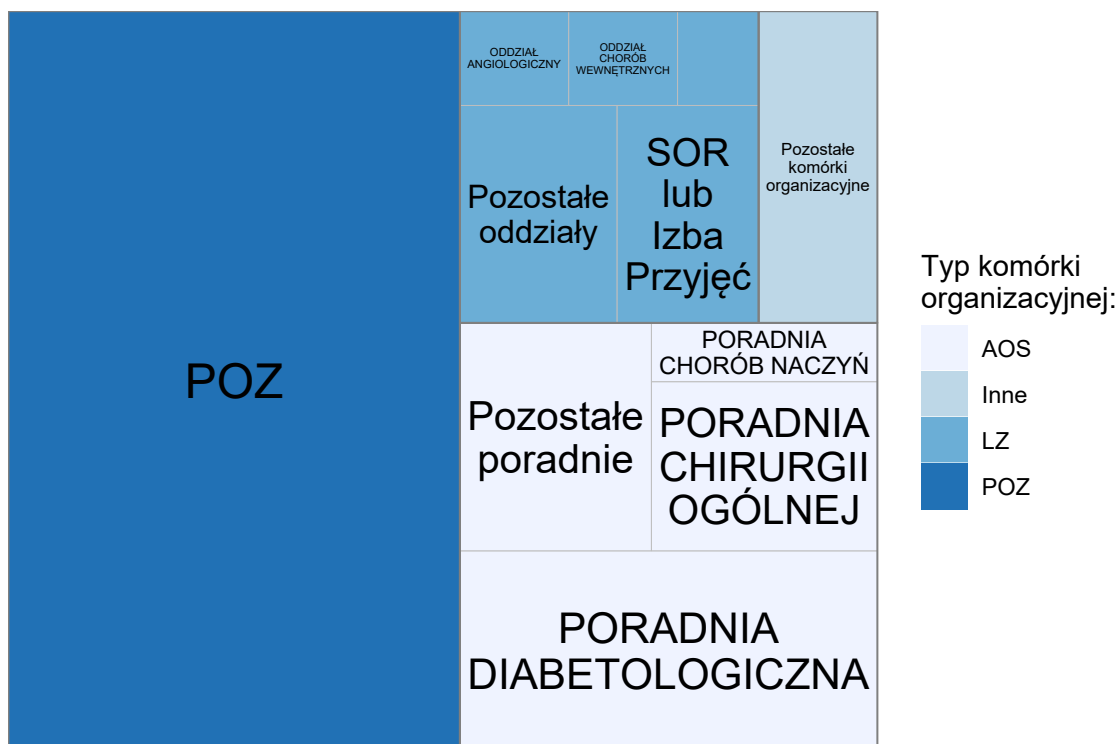 POZ
ODDZIAŁ
ANGIOLOGICZNY
ODDZIAŁ
CHORÓB
WEWNĘTRZNYCH
Pozostałe
oddziały
SOR
lub
Izba
Przyjęć
Pozostałe
komórki
organizacyjne
Pozostałe
poradnie
PORADNIA
CHORÓB NACZYŃ
PORADNIA
CHIRURGII
OGÓLNEJ
PORADNIA
DIABETOLOGICZNA
Typ komórki
organizacyjnej:
AOS
Inne
LZ
POZ